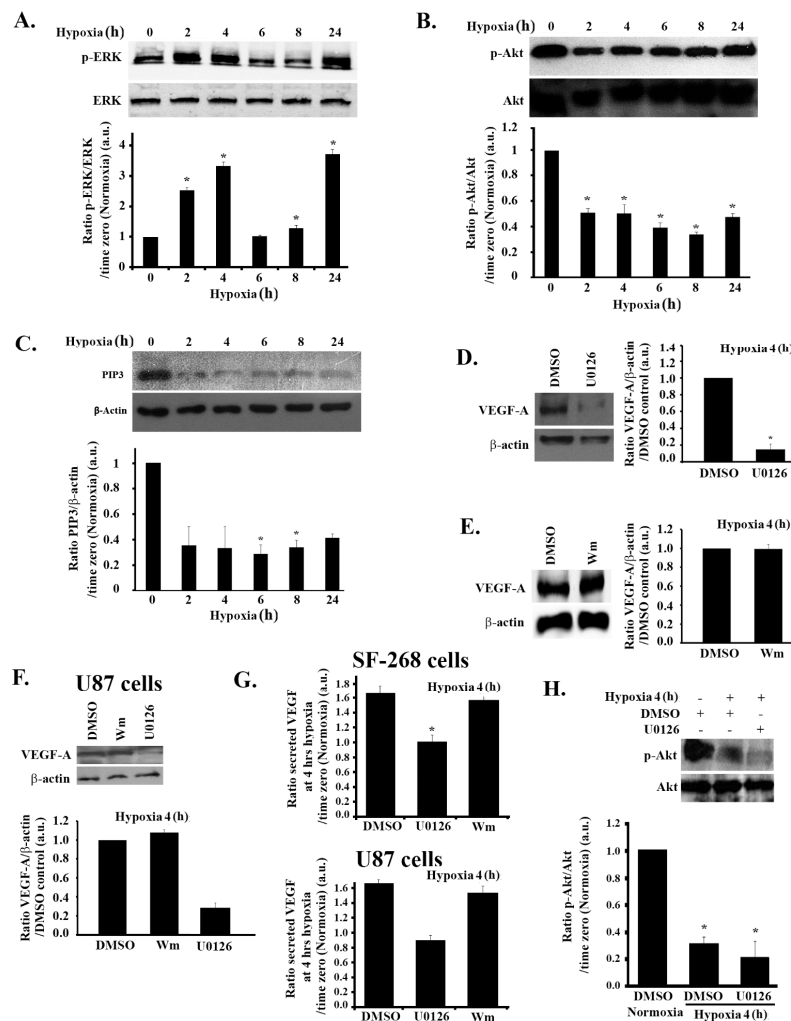 A.
Hypoxia (h) 0 2 4 6 8 24
p-ERK
ERK
Ratio p-ERK/ERK
/time zero (Normoxia) (a.u.)
4
3
2
1
0
* * * *
0 2 4 6 8 24
Hypoxia (h)
B.
Hypoxia (h) 0 2 4 6 8 24
p-Akt
Akt
Ratio p-Akt/Akt
/time zero (Normoxia) (a.u.)
1.2
1
0.8
0.6
0.4
0.2
0
* * * * *
0 2 4 6 8 24
Hypoxia (h)
C.
Hypoxia (h) 0 2 4 6 8 24
PIP3
β-Actin
Ratio PIP3/β-actin
/time zero (Normoxia) (a.u.)
1
0.8
0.6
0.4
0.2
0
* *
0 2 4 6 8 24
Hypoxia (h)
D.
DMSO U0126
VEGF-A
β-actin
Ratio VEGF-A/β-actin
/DMSO control (a.u.)
Hypoxia 4 (h)
1.4
1.2
1.0
0.8
0.6
0.4
0.2
0.0
*
DMSO U0126
E.
DMSO Wm
VEGF-A
β-actin
Ratio VEGF-A/β-actin
/DMSO control (a.u.)
Hypoxia 4 (h)
1.2
1.0
0.8
0.6
0.4
0.2
0.0
DMSO Wm
F.
U87 cells
DMSO Wm U0126
VEGF-A
β-actin
Ratio VEGF-A/β-actin
/DMSO control (a.u.)
Hypoxia 4 (h)
1.2
1.0
0.8
0.6
0.4
0.2
0.0
DMSO Wm U0126
G.
SF-268 cells
Hypoxia 4 (h)
Ratio secreted VEGF
at 4 hrs hypoxia
/time zero (Normoxia) (a.u.)
1.8
1.6
1.4
1.2
1.0
0.8
0.6
0.4
0.2
0.0
*
DMSO U0126 Wm
U87 cells
Hypoxia 4 (h)
Ratio secreted VEGF
at 4 hrs hypoxia
/time zero (Normoxia) (a.u.)
1.6
1.4
1.2
1.0
0.8
0.6
0.4
0.2
0.0
DMSO U0126 Wm
H.
Hypoxia 4 (h) - + +
DMSO + + -
U0126 - - +
p-Akt
Akt
Ratio p-Akt/Akt
/time zero (Normoxia) (a.u.)
1.2
1.0
0.8
0.6
0.4
0.2
0.0
* *
DMSO DMSO U0126
Normoxia Hypoxia 4 (h)